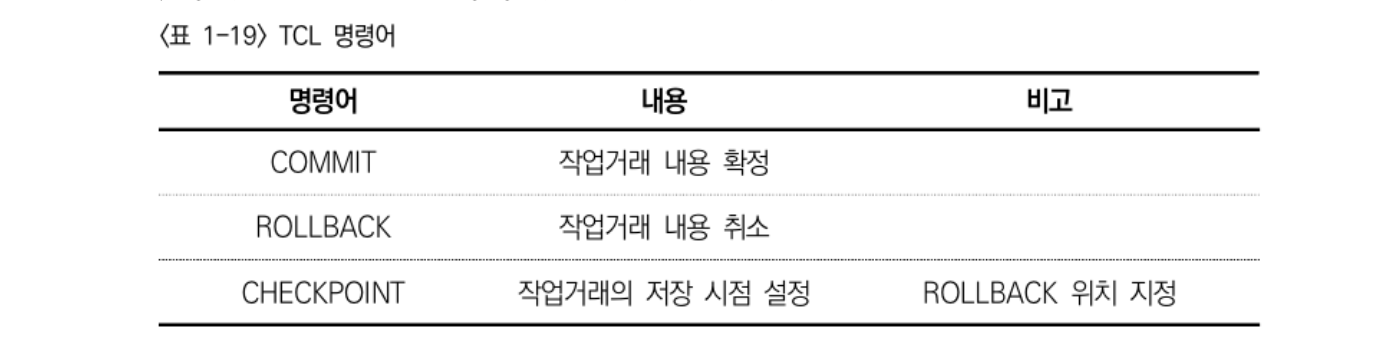 〈표 1-19〉 TCL 명령어
명령어 내용 비고
COMMIT 작업거래 내용 확정
ROLLBACK 작업거래 내용 취소
CHECKPOINT 작업거래의 저장 시점 설정 ROLLBACK 위치 지정